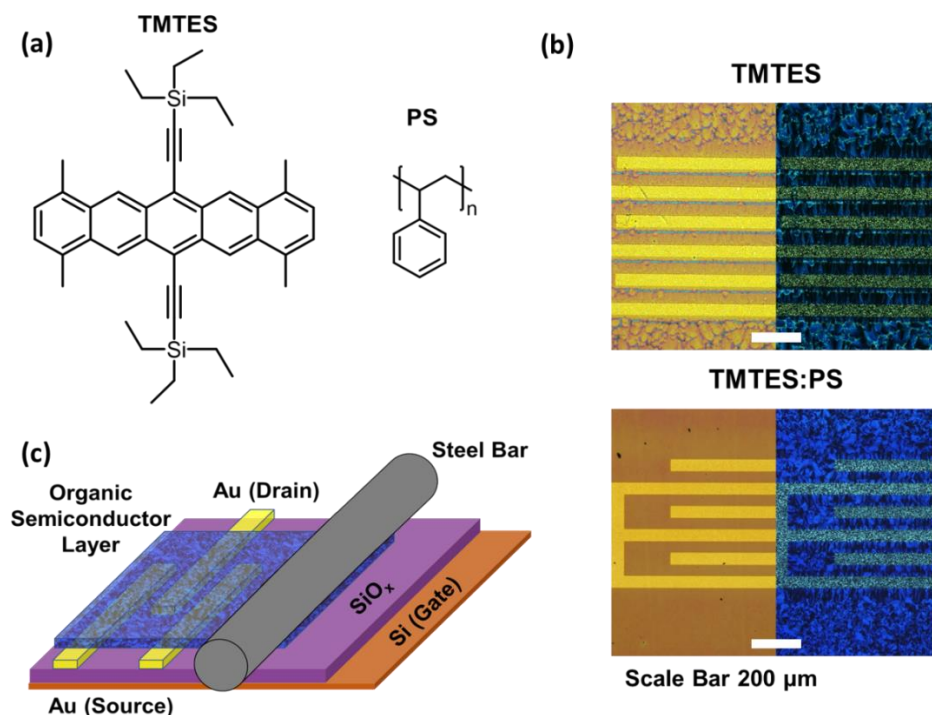 (a)
TMTES
Si
Si
PS
n
(b)
TMTES
TMTES:PS
Scale Bar 200 µm
(c)
Steel Bar
Au (Drain)
Organic
Semiconductor
Layer
SiOx
Si (Gate)
Au (Source)